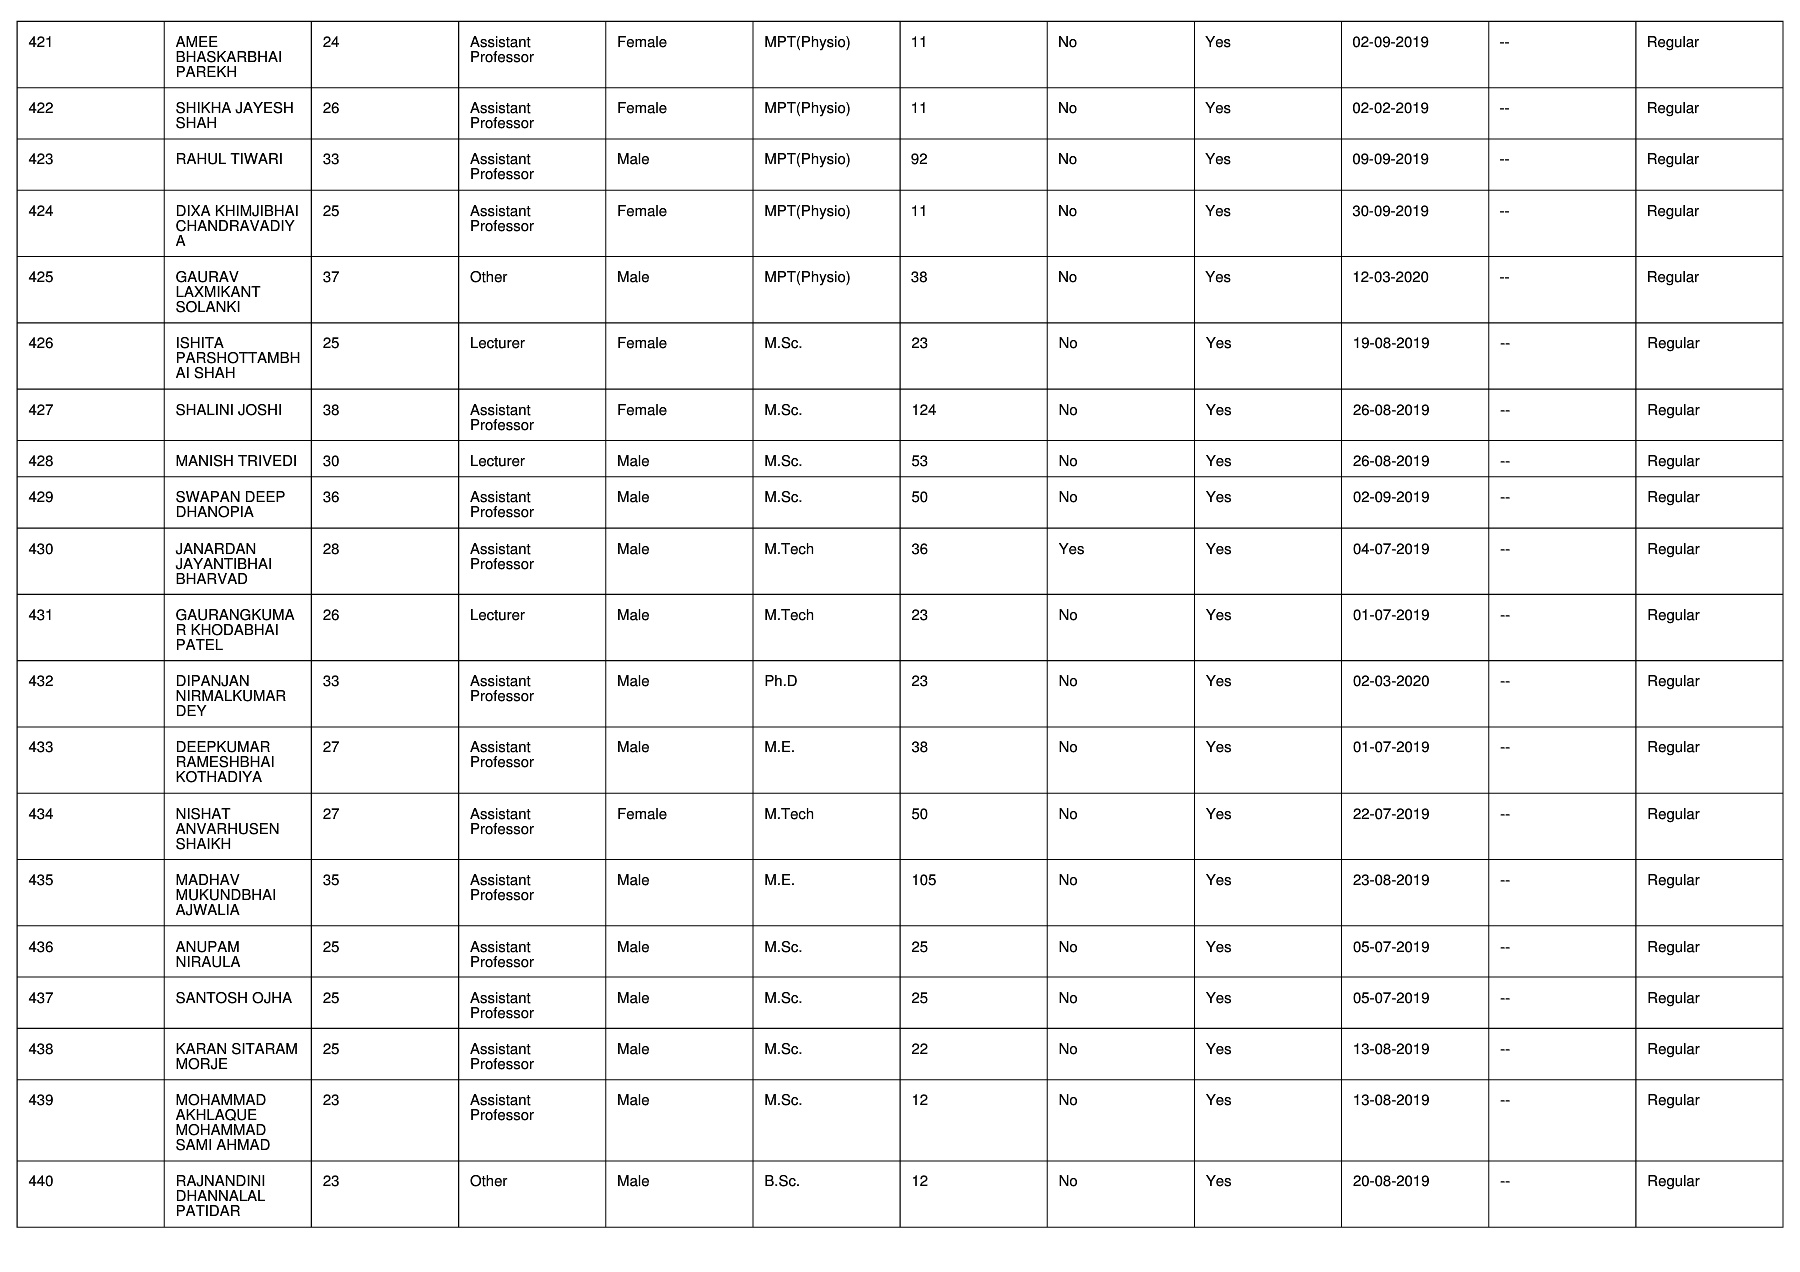 421 AMEE 24 Assistant Female MPT(Physio) 11 No Yes 02-09-2019 -- Regular
BHASKARBHAI Professor
PAREKH
422 SHIKHA JAYESH 26 Assistant Female MPT(Physio) 11 No Yes 02-02-2019 -- Regular
SHAH Professor
423 RAHUL TIWARI 33 Assistant Male MPT(Physio) 92 No Yes 09-09-2019 -- Regular
Professor
424 DIXA KHIMJIBHAI 25 Assistant Female MPT(Physio) 11 No Yes 30-09-2019 -- Regular
CHANDRAVADIY Professor
A
425 GAURAV 37 Other Male MPT(Physio) 38 No Yes 12-03-2020 -- Regular
LAXMIKANT
SOLANKI
426 ISHITA 25 Lecturer Female M.Sc. 23 No Yes 19-08-2019 -- Regular
PARSHOTTAMBH
AI SHAH
427 SHALINI JOSHI 38 Assistant Female M.Sc. 124 No Yes 26-08-2019 -- Regular
Professor
428 MANISH TRIVEDI 30 Lecturer Male M.Sc. 53 No Yes 26-08-2019 -- Regular
429 SWAPAN DEEP 36 Assistant Male M.Sc. 50 No Yes 02-09-2019 -- Regular
DHANOPIA Professor
430 JANARDAN 28 Assistant Male M.Tech 36 Yes Yes 04-07-2019 -- Regular
JAYANTIBHAI Professor
BHARVAD
431 GAURANGKUMA 26 Lecturer Male M.Tech 23 No Yes 01-07-2019 -- Regular
R KHODABHAI
PATEL
432 DIPANJAN 33 Assistant Male Ph.D 23 No Yes 02-03-2020 -- Regular
NIRMALKUMAR Professor
DEY
433 DEEPKUMAR 27 Assistant Male M.E. 38 No Yes 01-07-2019 -- Regular
RAMESHBHAI Professor
KOTHADIYA
434 NISHAT 27 Assistant Female M.Tech 50 No Yes 22-07-2019 -- Regular
ANVARHUSEN Professor
SHAIKH
435 MADHAV 35 Assistant Male M.E. 105 No Yes 23-08-2019 -- Regular
MUKUNDBHAI Professor
AJWALIA
436 ANUPAM 25 Assistant Male M.Sc. 25 No Yes 05-07-2019 -- Regular
NIRAULA Professor
437 SANTOSH OJHA 25 Assistant Male M.Sc. 25 No Yes 05-07-2019 -- Regular
Professor
438 KARAN SITARAM 25 Assistant Male M.Sc. 22 No Yes 13-08-2019 -- Regular
MORJE Professor
439 MOHAMMAD 23 Assistant Male M.Sc. 12 No Yes 13-08-2019 -- Regular
AKHLAQUE Professor
MOHAMMAD
SAMI AHMAD
440 RAJNANDINI 23 Other Male B.Sc. 12 No Yes 20-08-2019 -- Regular
DHANNALAL
PATIDAR